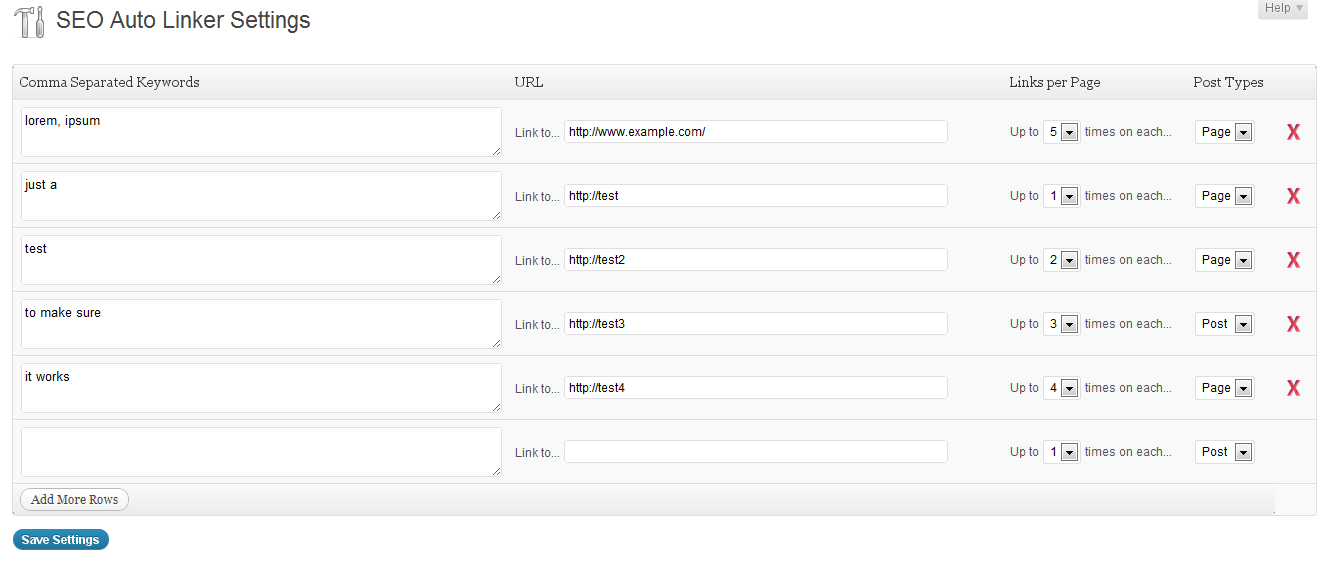 SEO Auto Linker Settings
Help
Comma Separated Keywords URL Links per Page Post Types
lorem, ipsum Link to... http://www.example.com/ Up to 5 times on each... Page X
just a Link to... http://test Up to 1 times on each... Page X
test Link to... http://test2 Up to 2 times on each... Page X
to make sure Link to... http://test3 Up to 3 times on each... Post X
it works Link to... http://test4 Up to 4 times on each... Page X
Link to... Up to 1 times on each... Post
Add More Rows
Save Settings